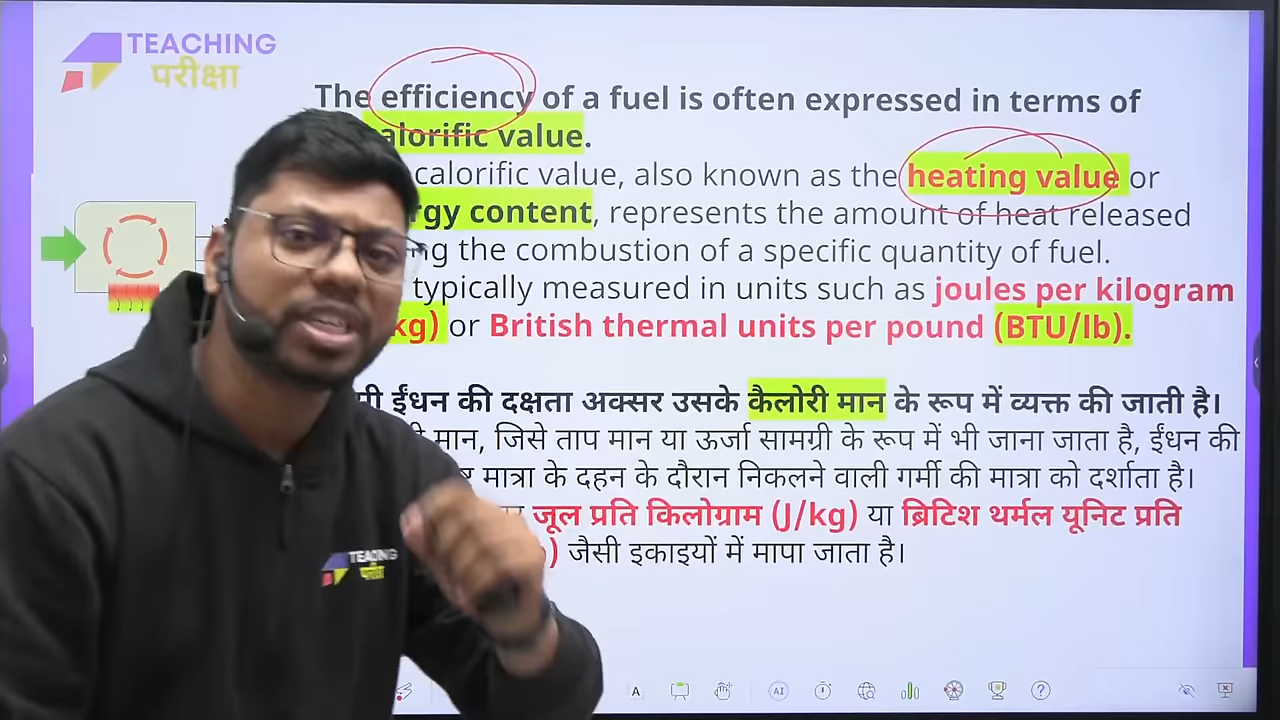 TEACHING
परीक्षा
The efficiency of a fuel is often expressed in terms of
calorific value.
calorific value, also known as the heating value or
energy content, represents the amount of heat released
the combustion of a specific quantity of fuel.
typically measured in units such as joules per kilogram
or British thermal units per pound (BTU/lb).
ईंधन की दक्षता अक्सर उसके कैलोरी मान के रूप में व्यक्त की जाती है।
मान, जिसे ताप मान या ऊर्जा सामग्री के रूप में भी जाना जाता है, ईंधन की
मात्रा के दहन के दौरान निकलने वाली गर्मी की मात्रा को दर्शाता है।
जूल प्रति किलोग्राम (J/kg) या ब्रिटिश थर्मल यूनिट प्रति
जैसी इकाइयों में मापा जाता है।
TEACHING
परीक्षा
A
AI